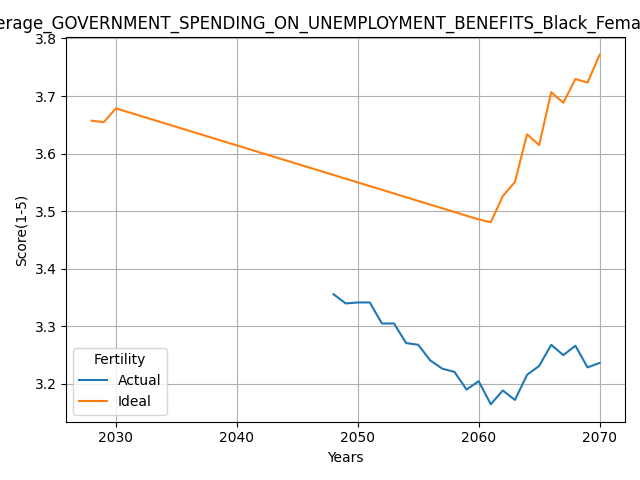 erage_GOVERNMENT_SPENDING_ON_UNEMPLOYMENT_BENEFITS_Black_Fema
3.8
3.7
3.6
3.5
3.4
3.3
3.2
Score(1-5)
Fertility
Actual
Ideal
2030 2040 2050 2060 2070
Years